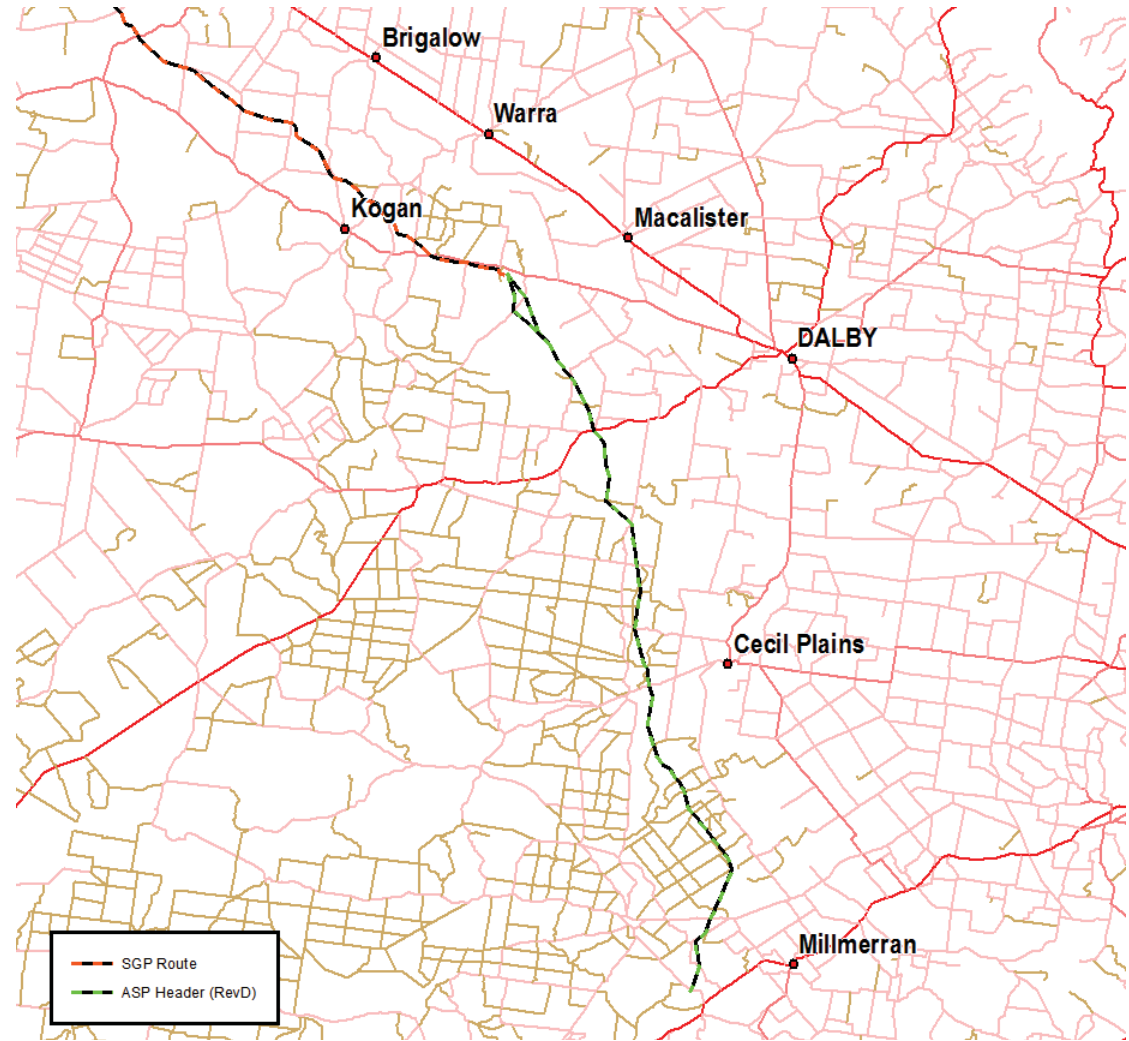 Brigalow
Warra
Kogan
Macalister
DALBY
Cecil Plains
Millmerran
SGP Route
ASP Header (RevD)